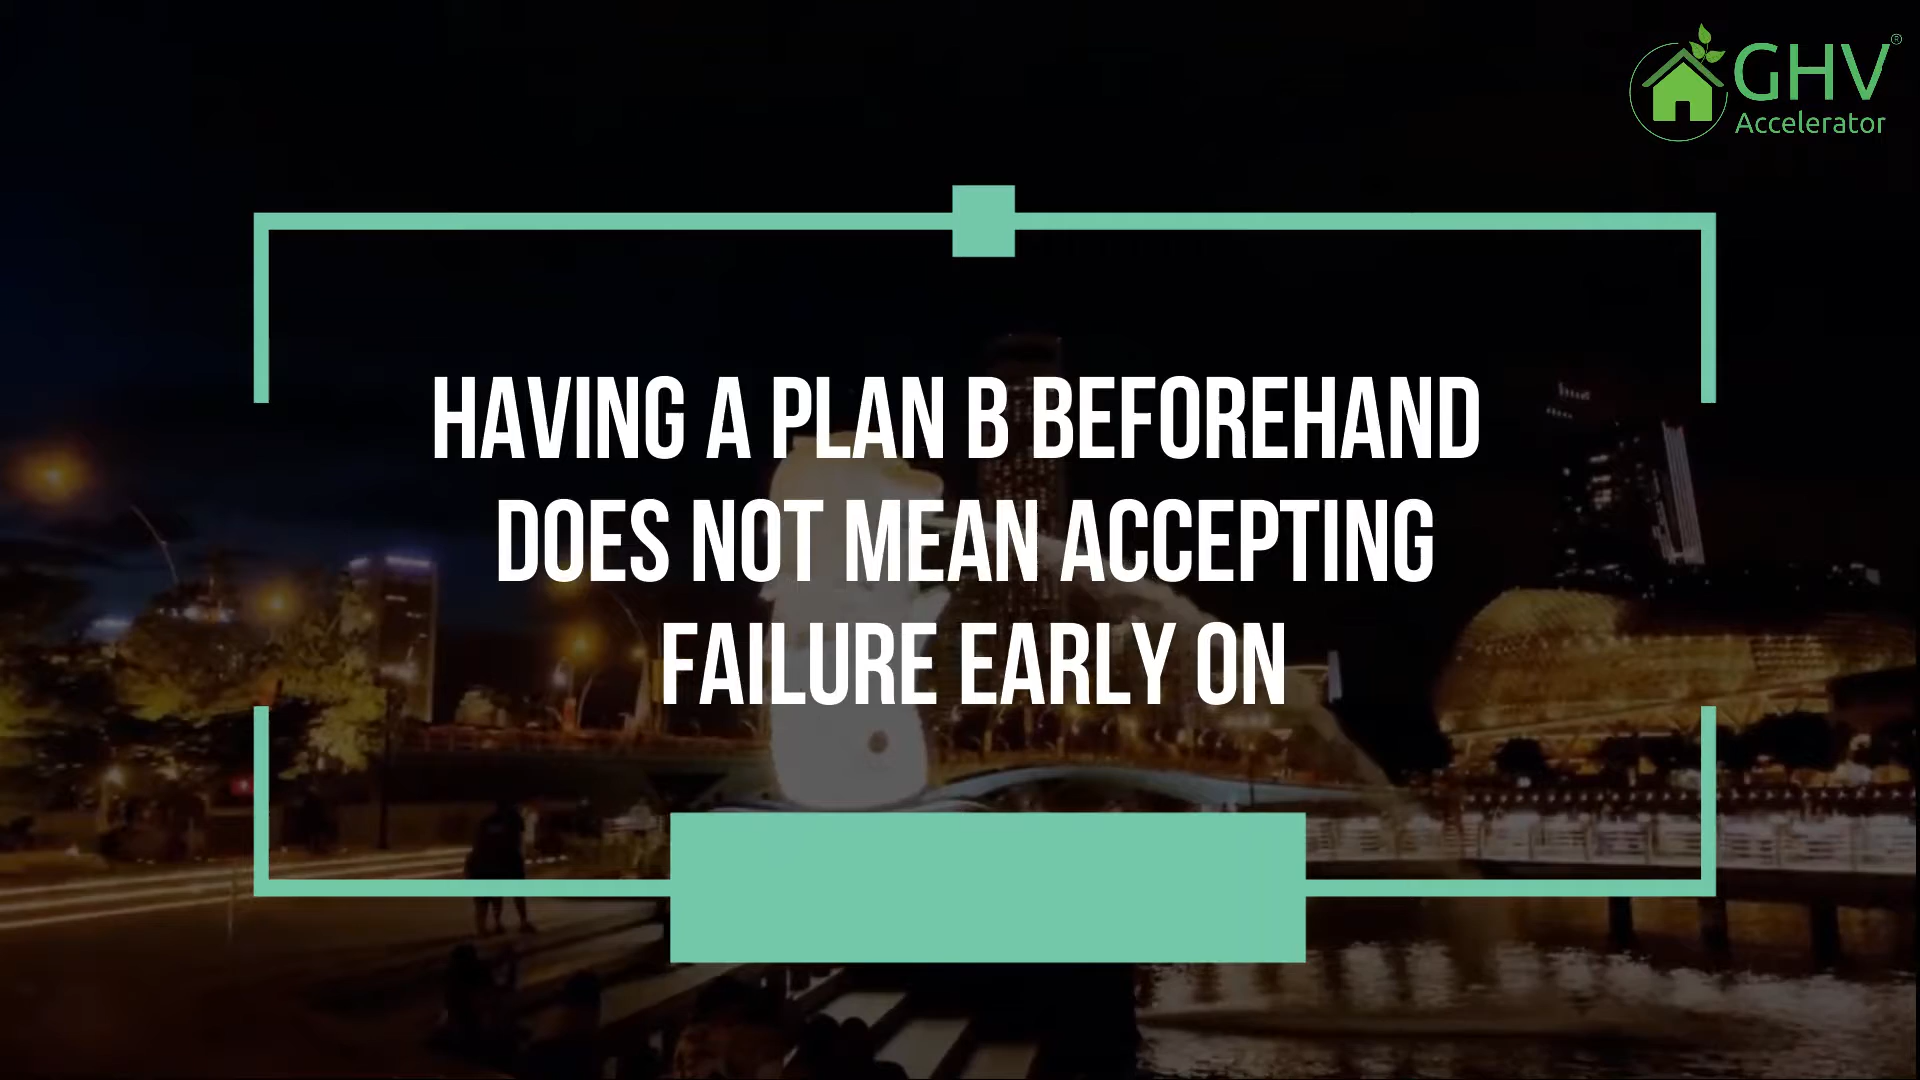 GHV®
Accelerator
HAVING A PLAN B BEFOREHAND
DOES NOT MEAN ACCEPTING
FAILURE EARLY ON